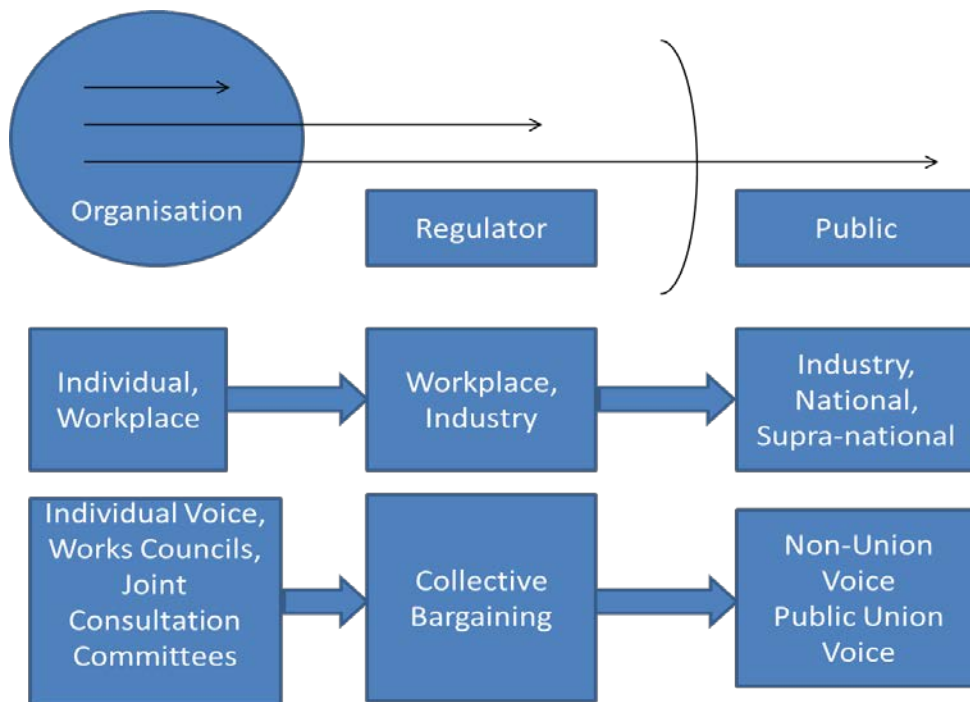 Organisation
Regulator
Public
Individual,
Workplace
Workplace,
Industry
Industry,
National,
Supra-national
Individual Voice,
Works Councils,
Joint
Consultation
Committees
Collective
Bargaining
Non-Union
Voice
Public Union
Voice